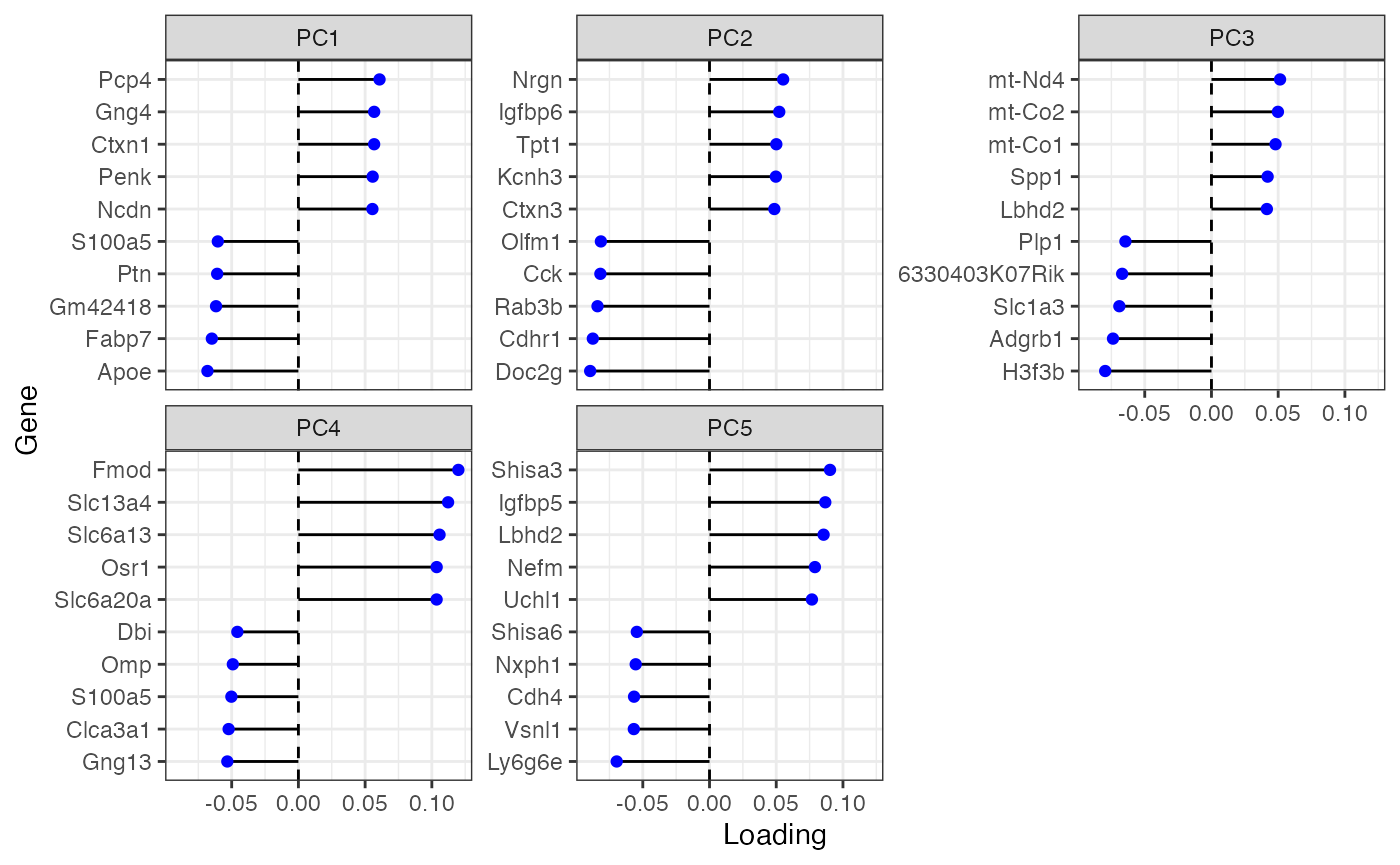 PC1
PC2
PC3
Pcp4
Gng4
Ctxn1
Penk
Ncdn
S100a5
Ptn
Gm42418
Fabp7
Apoe
Nrgn
Igfbp6
Tpt1
Kcnh3
Ctxn3
Olfm1
Cck
Rab3b
Cdhr1
Doc2g
mt-Nd4
mt-Co2
mt-Co1
Spp1
Lbhd2
Plp1
6330403K07Rik
Slc1a3
Adgrb1
H3f3b
-0.05 0.00 0.05 0.10
Gene
PC4
PC5
Fmod
Slc13a4
Slc6a13
Osr1
Slc6a20a
Dbi
Omp
S100a5
Clca3a1
Gng13
-0.05 0.00 0.05 0.10
Shisa3
Igfbp5
Lbhd2
Nefm
Uchl1
Shisa6
Nxph1
Cdh4
Vsnl1
Ly6g6e
-0.05 0.00 0.05 0.10
Loading